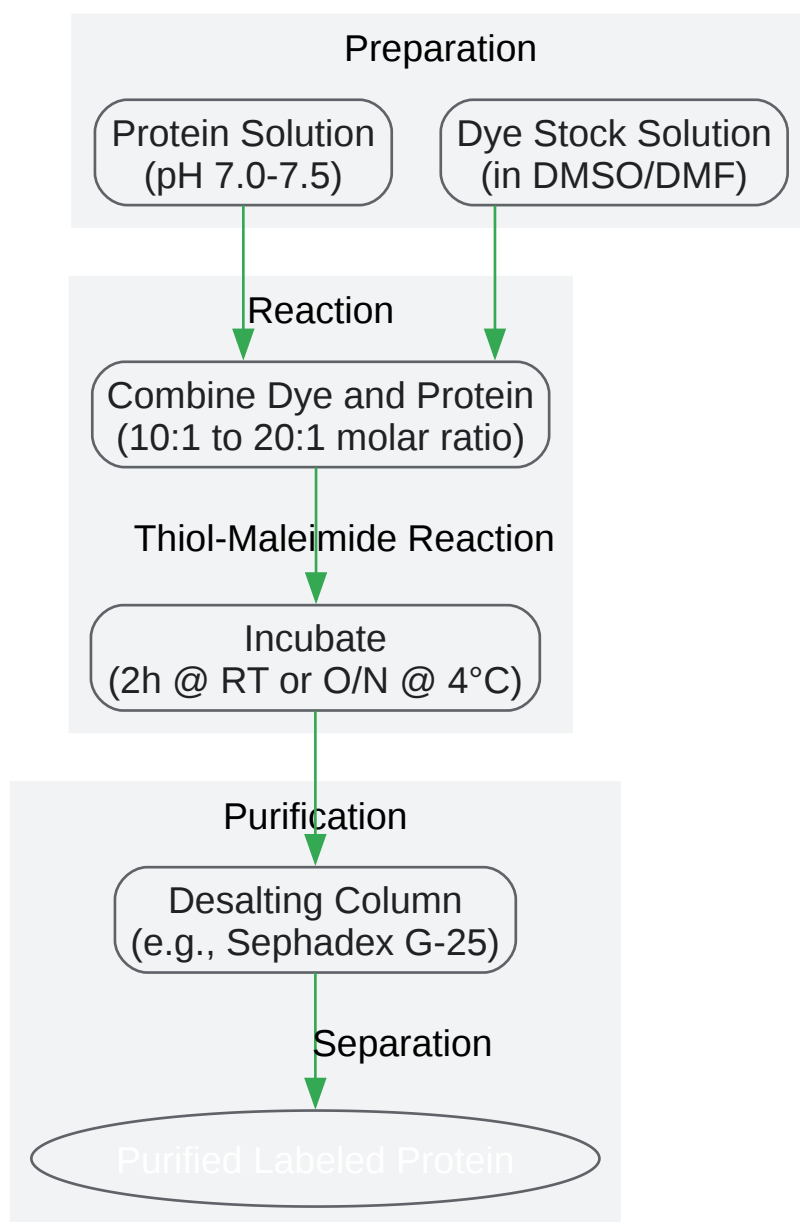 Preparation
Protein Solution
(pH 7.0-7.5)
Dye Stock Solution
(in DMSO/DMF)
Reaction
Combine Dye and Protein
(10:1 to 20:1 molar ratio)
Thiol-Maleimide Reaction
Incubate
(2h @ RT or O/N @ 4°C)
Purification
Desalting Column
(e.g., Sephadex G-25)
Separation
Purified Labeled Protein